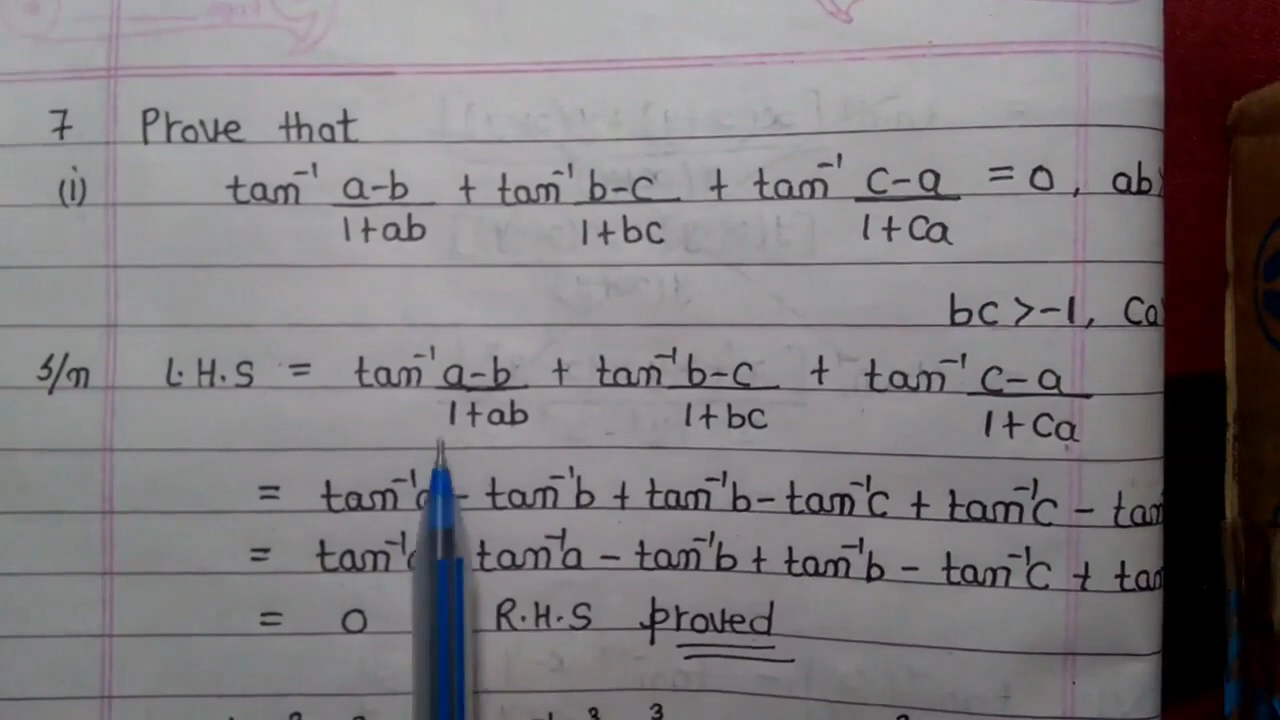 7 Prove that
(i) tan⁻¹ a-b/1+ab + tan⁻¹ b-c/1+bc + tan⁻¹ c-a/1+ca = 0, ab
bc > -1, ca
s/n L.H.S = tan⁻¹ a-b/1+ab + tan⁻¹ b-c/1+bc + tan⁻¹ c-a/1+ca
= tan⁻¹ - tan⁻¹b + tan⁻¹b - tan⁻¹c + tan⁻¹c - tan
= tan⁻¹ tan⁻¹a - tan⁻¹b + tan⁻¹b - tan⁻¹c + tan
= 0 R.H.S proved